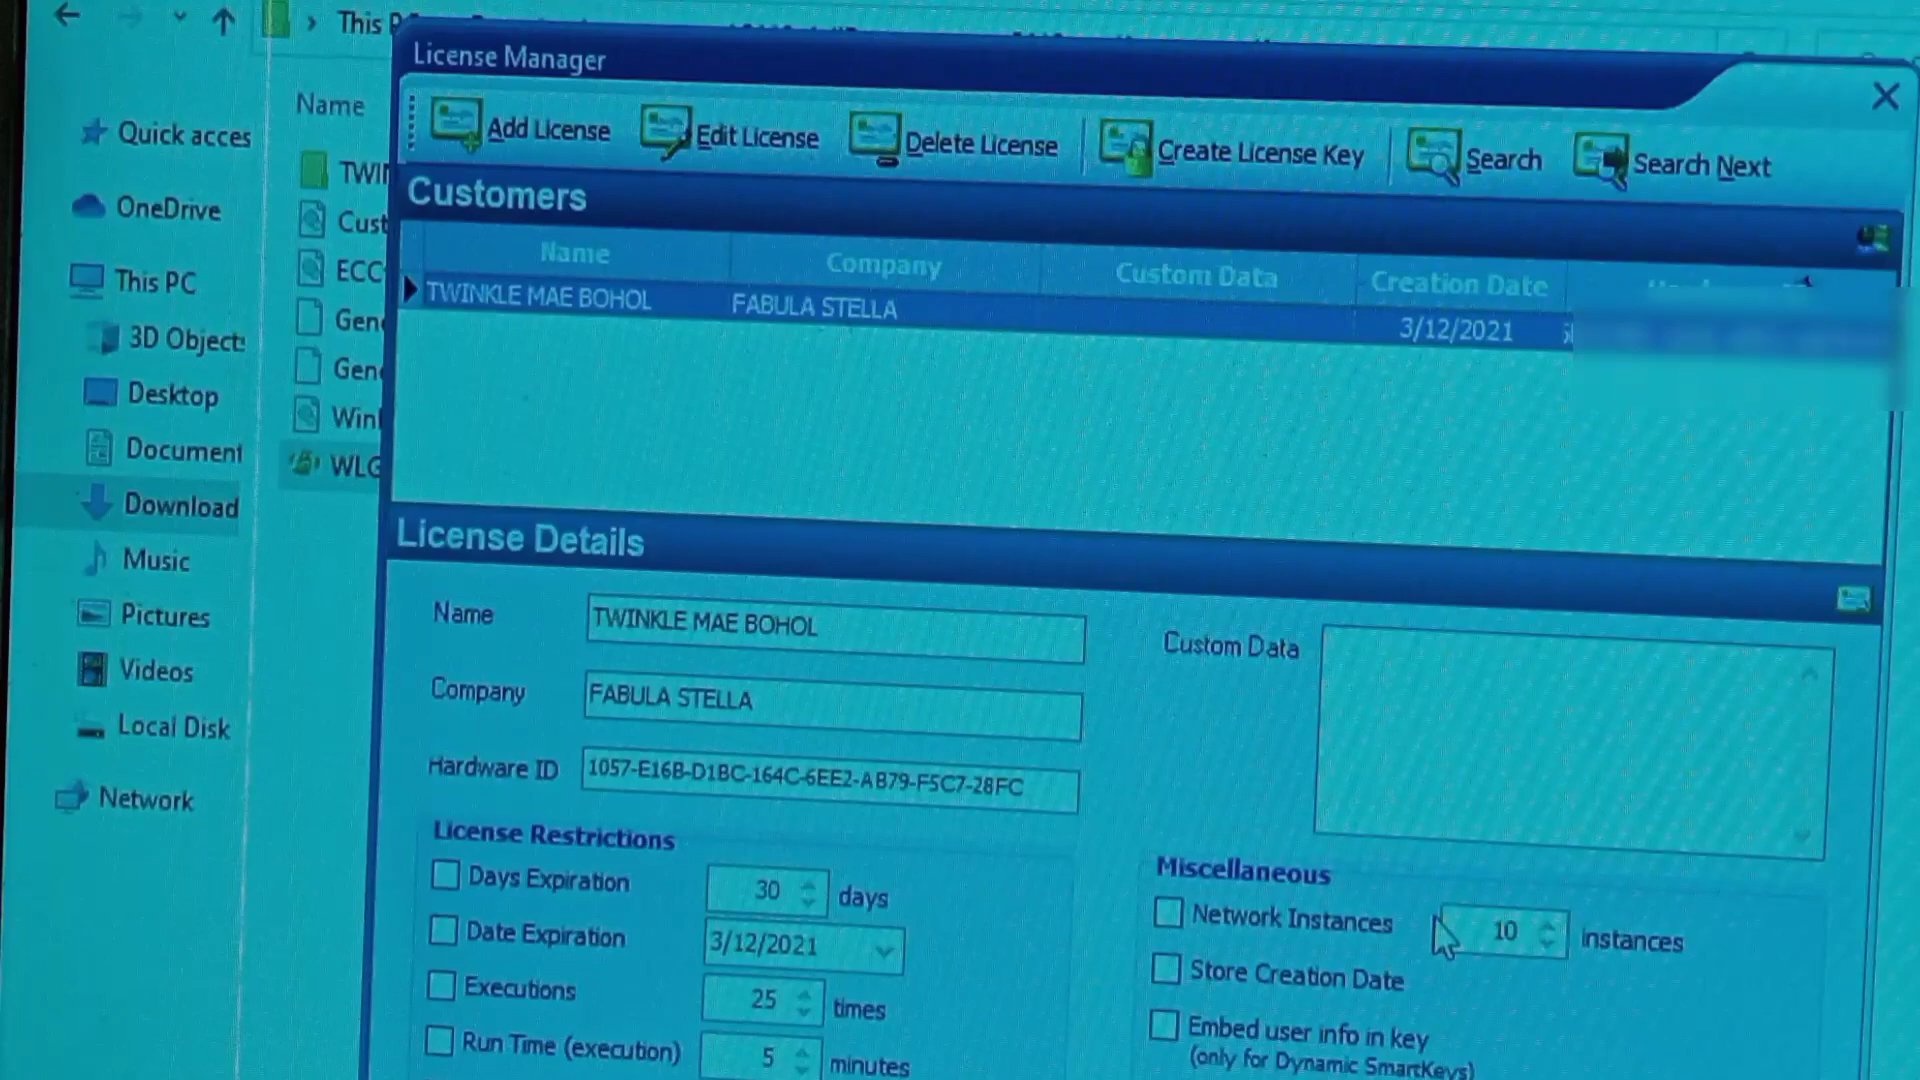 This
License Manager
Add License
Edit License
Delete License
Create License Key
Search
Search Next
Customers
Name
Company
Custom Data
Creation Date
TWINKLE MAE BOHOL
FABULA STELLA
3/12/2021
Name
TWIN
Cust
ECC
Gene
Gene
Winl
WLG
Quick acces
OneDrive
This PC
3D Objects
Desktop
Document
Download
Music
Pictures
Videos
Local Disk
Network
License Details
Name
TWINKLE MAE BOHOL
Company
FABULA STELLA
Hardware ID
1057-E16B-D1BC-164C-6EE2-AB79-F5C7-28FC
Custom Data
License Restrictions
Days Expiration
30
days
Date Expiration
3/12/2021
Executions
25
times
Run Time (execution)
5
minutes
Miscellaneous
Network Instances
10
instances
Store Creation Date
Embed user info in key
(only for Dynamic SmartKeys)